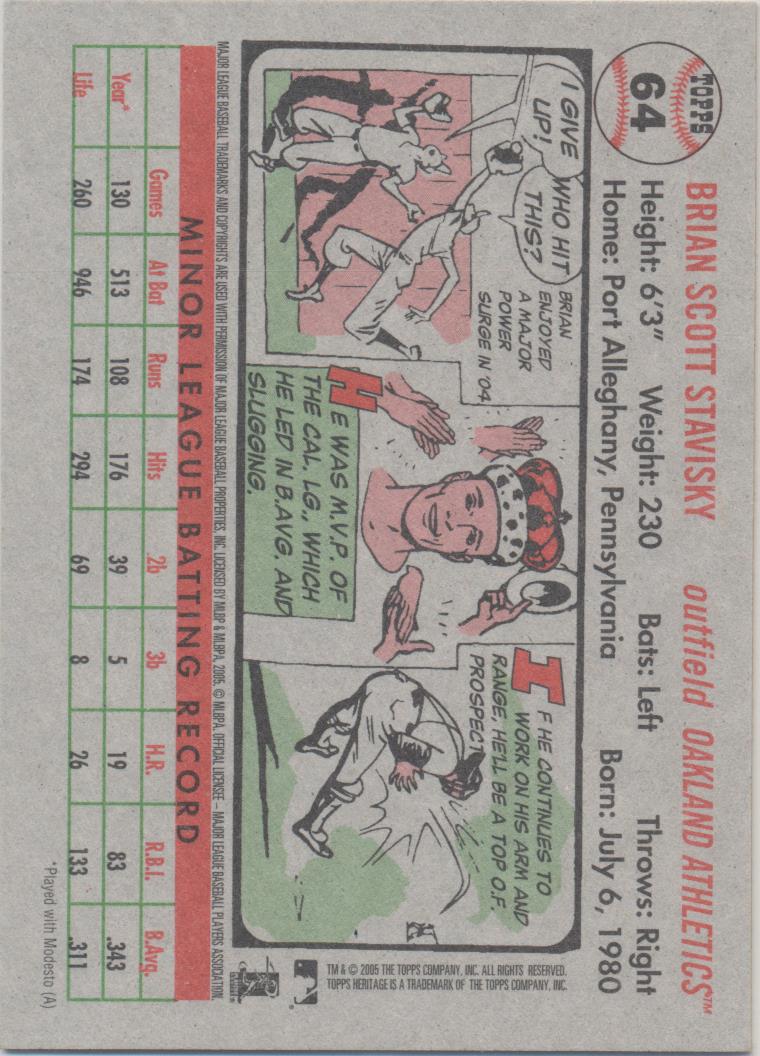 TOPPS
64
BRIAN SCOTT STAVISKY outfield OAKLAND ATHLETICS™
Height: 6'3" Weight: 230 Bats: Left Throws: Right
Home: Port Alleghany, Pennsylvania Born: July 6, 1980
I GIVE
UP!
WHO HIT
THIS?
BRIAN
ENJOYED
A MAJOR
POWER
SURGE IN '04.
HE WAS M.V.P. OF
THE CAL. LG., WHICH
HE LED IN B.AVG. AND
SLUGGING.
IF HE CONTINUES TO
WORK ON HIS ARM AND
RANGE, HE'LL BE A TOP O.F.
PROSPECT.
TM & © 2005 THE TOPPS COMPANY, INC. ALL RIGHTS RESERVED.
TOPPS HERITAGE IS A TRADEMARK OF THE TOPPS COMPANY, INC.
MAJOR LEAGUE BASEBALL TRADEMARKS AND COPYRIGHTS ARE USED WITH PERMISSION OF MAJOR LEAGUE BASEBALL PROPERTIES, INC. LICENSED BY MLBP & MLBPA, 2005. © MLBPA, OFFICIAL LICENSEE – MAJOR LEAGUE BASEBALL PLAYERS ASSOCIATION.
MINOR LEAGUE BATTING RECORD
Games At Bat Runs Hits 2b 3b H.R. R.B.I. B.Avg.
Year* 130 513 108 176 39 5 19 83 .343
Life 260 946 174 294 69 8 26 133 .311
*Played with Modesto (A)